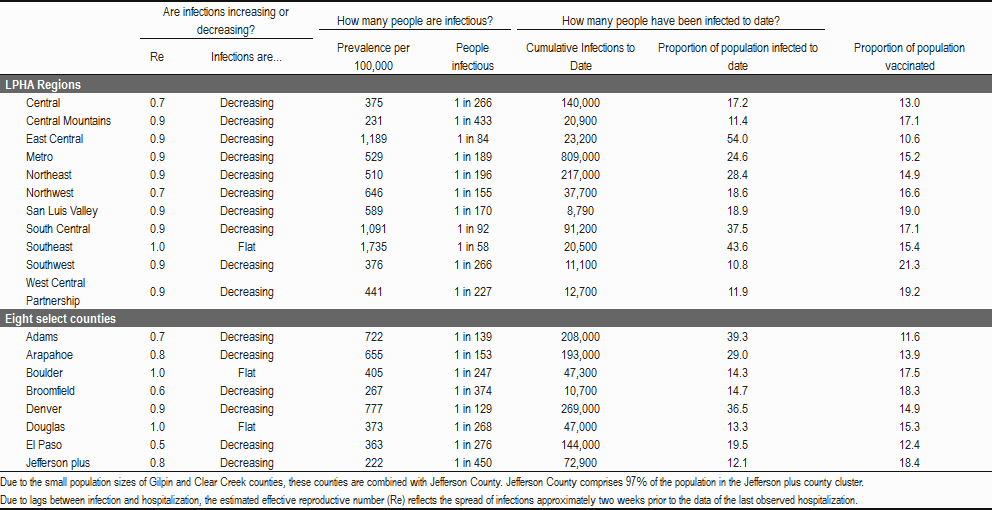 Are infections increasing or decreasing? How many people are infectious? How many people have been infected to date?
Re Infections are... Prevalence per 100,000 People infectious Cumulative Infections to Date Proportion of population infected to date Proportion of population vaccinated
LPHA Regions
Central 0.7 Decreasing 375 1 in 266 140,000 17.2 13.0
Central Mountains 0.9 Decreasing 231 1 in 433 20,900 11.4 17.1
East Central 0.9 Decreasing 1,189 1 in 84 23,200 54.0 10.6
Metro 0.9 Decreasing 529 1 in 189 809,000 24.6 15.2
Northeast 0.9 Decreasing 510 1 in 196 217,000 28.4 14.9
Northwest 0.7 Decreasing 646 1 in 155 37,700 18.6 16.6
San Luis Valley 0.9 Decreasing 589 1 in 170 8,790 18.9 19.0
South Central 0.9 Decreasing 1,091 1 in 92 91,200 37.5 17.1
Southeast 1.0 Flat 1,735 1 in 58 20,500 43.6 15.4
Southwest 0.9 Decreasing 376 1 in 266 11,100 10.8 21.3
West Central Partnership 0.9 Decreasing 441 1 in 227 12,700 11.9 19.2
Eight select counties
Adams 0.7 Decreasing 722 1 in 139 208,000 39.3 11.6
Arapahoe 0.8 Decreasing 655 1 in 153 193,000 29.0 13.9
Boulder 1.0 Flat 405 1 in 247 47,300 14.3 17.5
Broomfield 0.6 Decreasing 267 1 in 374 10,700 14.7 18.3
Denver 0.9 Decreasing 777 1 in 129 269,000 36.5 14.9
Douglas 1.0 Flat 373 1 in 268 47,000 13.3 15.3
El Paso 0.5 Decreasing 363 1 in 276 144,000 19.5 12.4
Jefferson plus 0.8 Decreasing 222 1 in 450 72,900 12.1 18.4
Due to the small population sizes of Gilpin and Clear Creek counties, these counties are combined with Jefferson County. Jefferson County comprises 97% of the population in the Jefferson plus county cluster.
Due to lags between infection and hospitalization, the estimated effective reproductive number (Re) reflects the spread of infections approximately two weeks prior to the data of the last observed hospitalization.